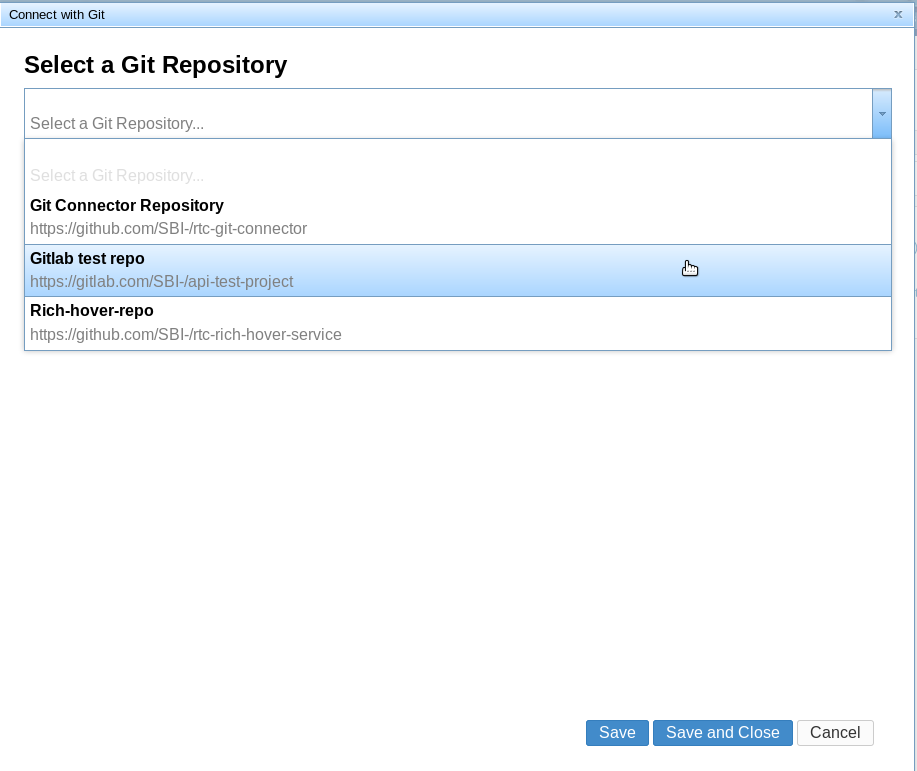 Connect with Git x
Select a Git Repository
Select a Git Repository...
Select a Git Repository...
Git Connector Repository
https://github.com/SBI-/rtc-git-connector
Gitlab test repo
https://gitlab.com/SBI-/api-test-project
Rich-hover-repo
https://github.com/SBI-/rtc-rich-hover-service
Save Save and Close Cancel